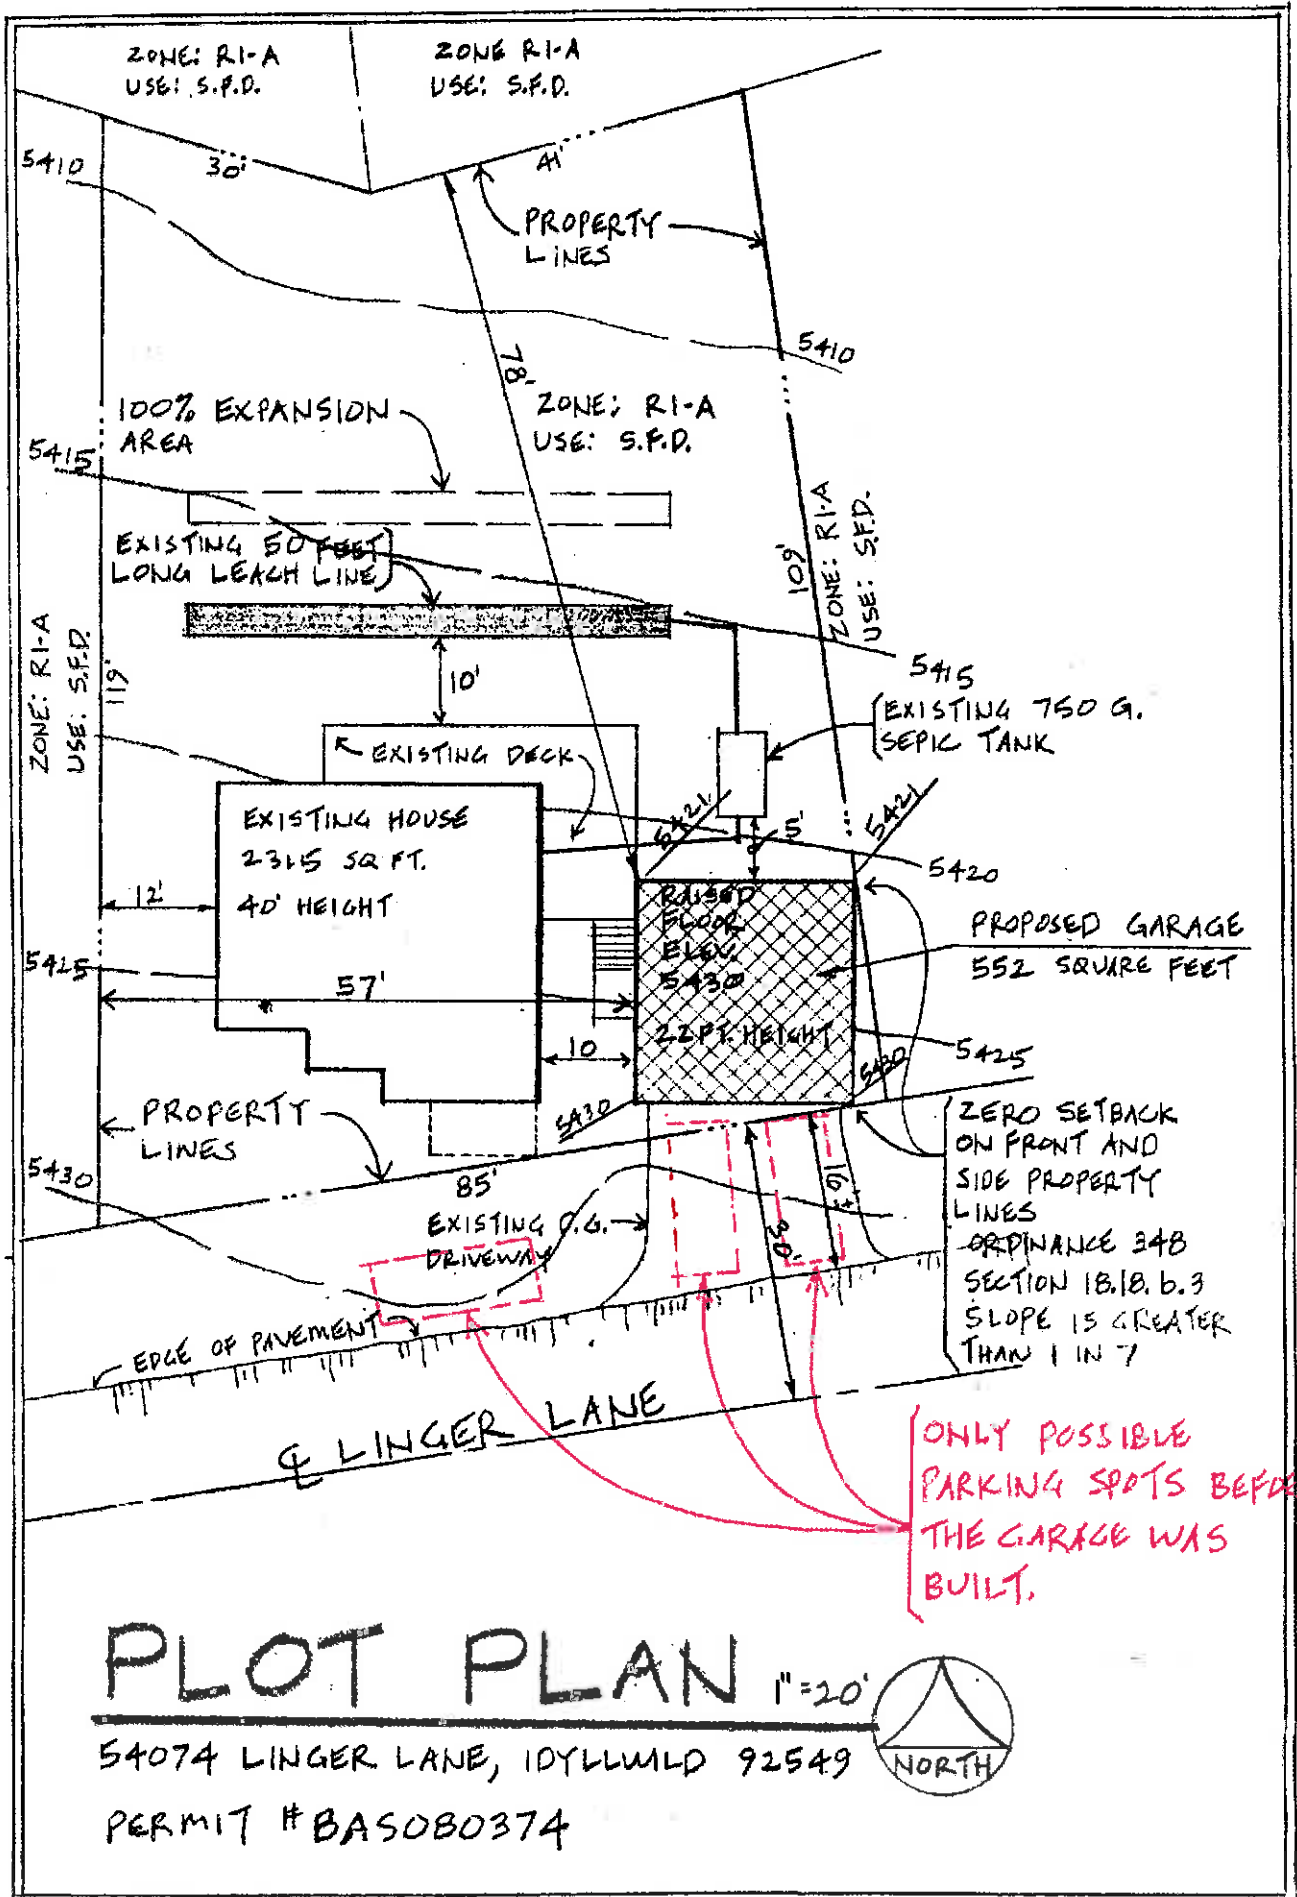 ZONE: R1-A
USE: S.F.D.
ZONE R1-A
USE: S.F.D.
5410
30'
41'
PROPERTY
LINES
5410
78'
100% EXPANSION
AREA
ZONE: R1-A
USE: S.F.D.
5415
EXISTING 50 FEET
LONG LEACH LINE
109'
ZONE: R1-A
USE: S.F.D.
ZONE: R1-A
USE: S.F.D.
119'
10'
5415
EXISTING 750 G.
SEPIC TANK
EXISTING DECK
5421
5'
5421
5420
EXISTING HOUSE
2315 SQ FT.
40' HEIGHT
12'
RAISED
FLOOR
ELEV.
5430
22 FT. HEIGHT
PROPOSED GARAGE
552 SQUARE FEET
5425
57'
10
5425
5430
5430
PROPERTY
LINES
ZERO SETBACK
ON FRONT AND
SIDE PROPERTY
LINES
ORDINANCE 348
SECTION 18.18.b.3
SLOPE IS GREATER
THAN 1 IN 7
5430
85'
EXISTING C.G.
DRIVEWAY
30'
16'±
EDGE OF PAVEMENT
℄ LINGER LANE
ONLY POSSIBLE
PARKING SPOTS BEFO
THE GARAGE WAS
BUILT.
PLOT PLAN 1"=20'
54074 LINGER LANE, IDYLLWILD 92549
NORTH
PERMIT # BAS080374